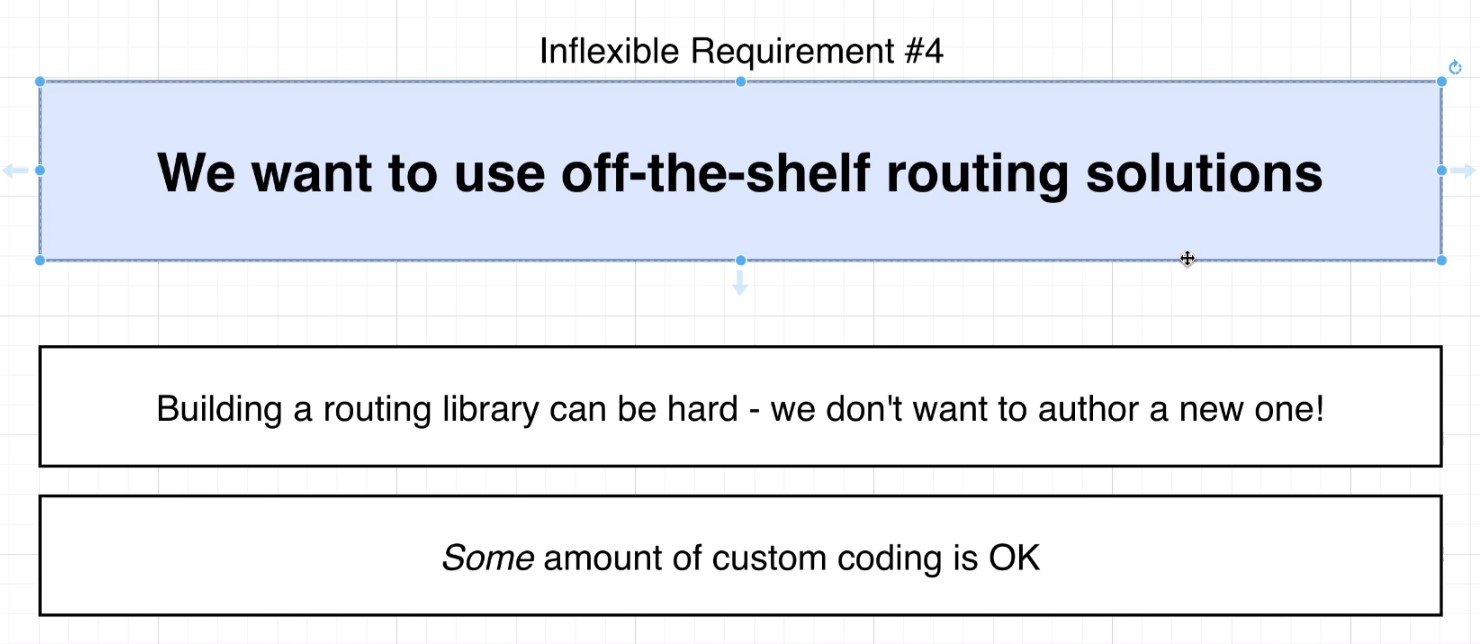 Inflexible Requirement #4
We want to use off-the-shelf routing solutions
Building a routing library can be hard - we don't want to author a new one!
Some amount of custom coding is OK